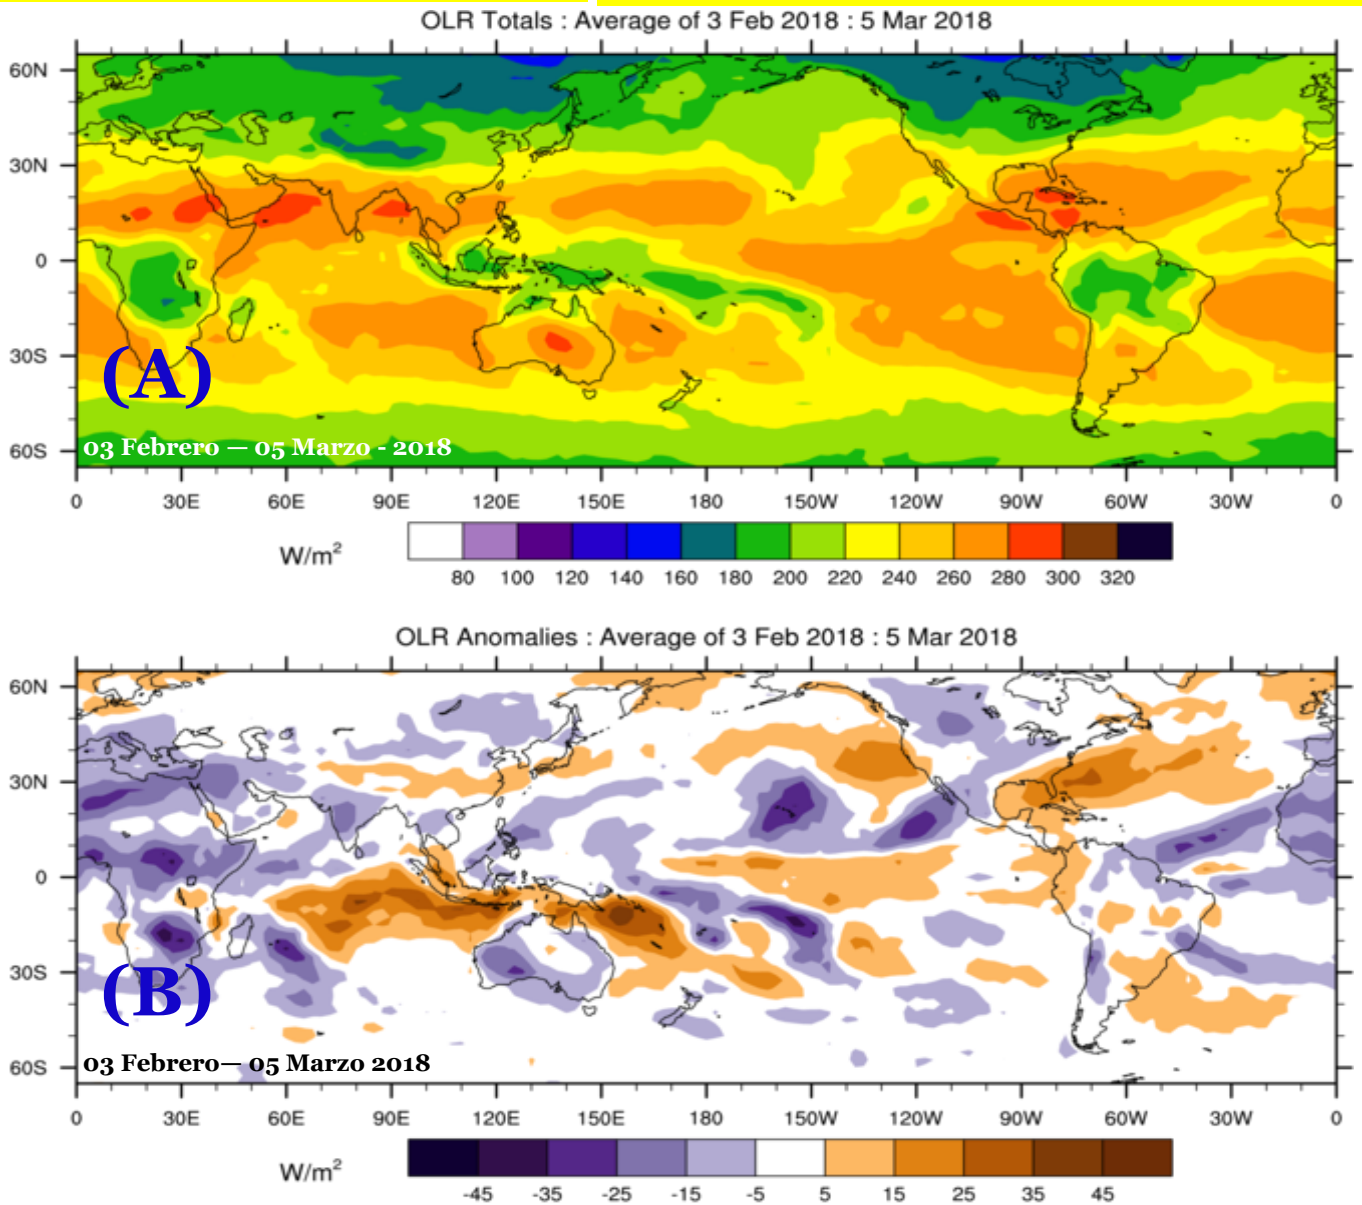 OLR Totals : Average of 3 Feb 2018 : 5 Mar 2018
60N
30N
0
30S
60S
(A)
03 Febrero — 05 Marzo - 2018
0 30E 60E 90E 120E 150E 180 150W 120W 90W 60W 30W 0
W/m²
80 100 120 140 160 180 200 220 240 260 280 300 320
OLR Anomalies : Average of 3 Feb 2018 : 5 Mar 2018
60N
30N
0
30S
60S
(B)
03 Febrero— 05 Marzo 2018
0 30E 60E 90E 120E 150E 180 150W 120W 90W 60W 30W 0
W/m²
-45 -35 -25 -15 -5 5 15 25 35 45